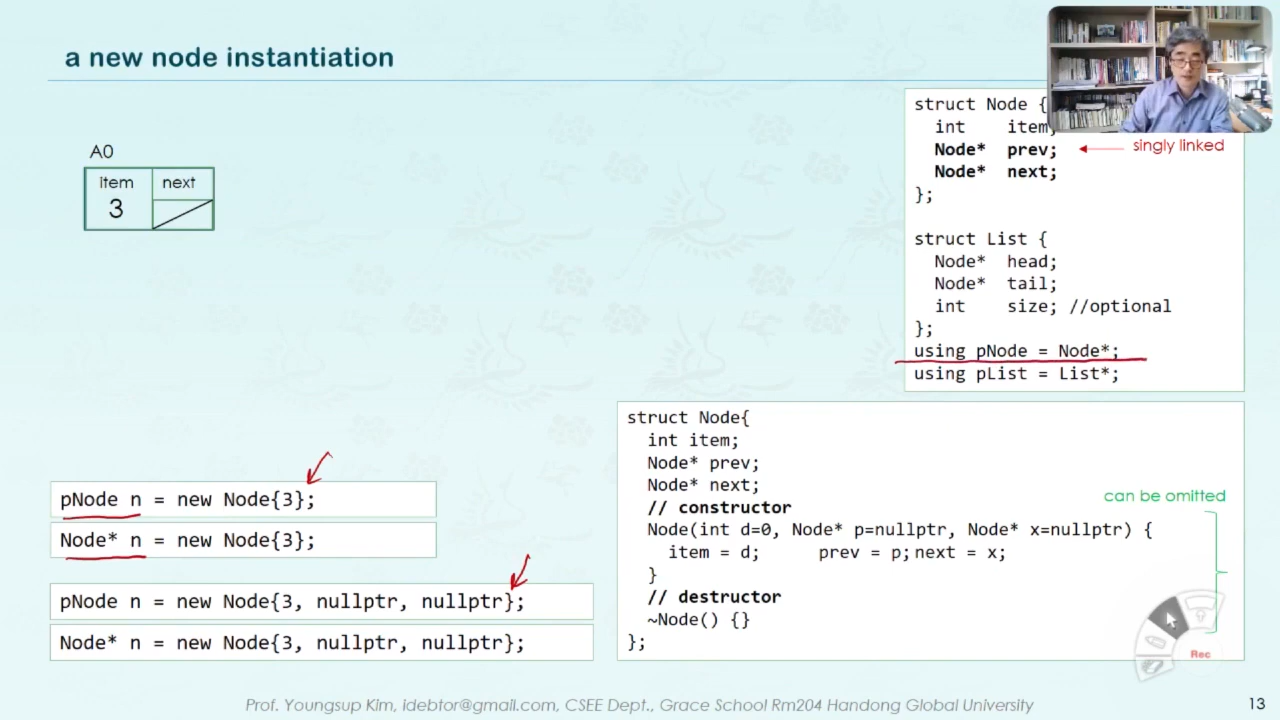 a new node instantiation
A0
item next
3
struct Node {
int item;
Node* prev;
singly linked
Node* next;
};
struct List {
Node* head;
Node* tail;
int size; //optional
};
using pNode = Node*;
using pList = List*;
pNode n = new Node{3};
Node* n = new Node{3};
pNode n = new Node{3, nullptr, nullptr};
Node* n = new Node{3, nullptr, nullptr};
struct Node{
int item;
Node* prev;
Node* next;
// constructor
can be omitted
Node(int d=0, Node* p=nullptr, Node* x=nullptr) {
item = d; prev = p; next = x;
}
// destructor
~Node() {}
};
Rec
Prof. Youngsup Kim, idebtor@gmail.com, CSEE Dept., Grace School Rm204 Handong Global University
13